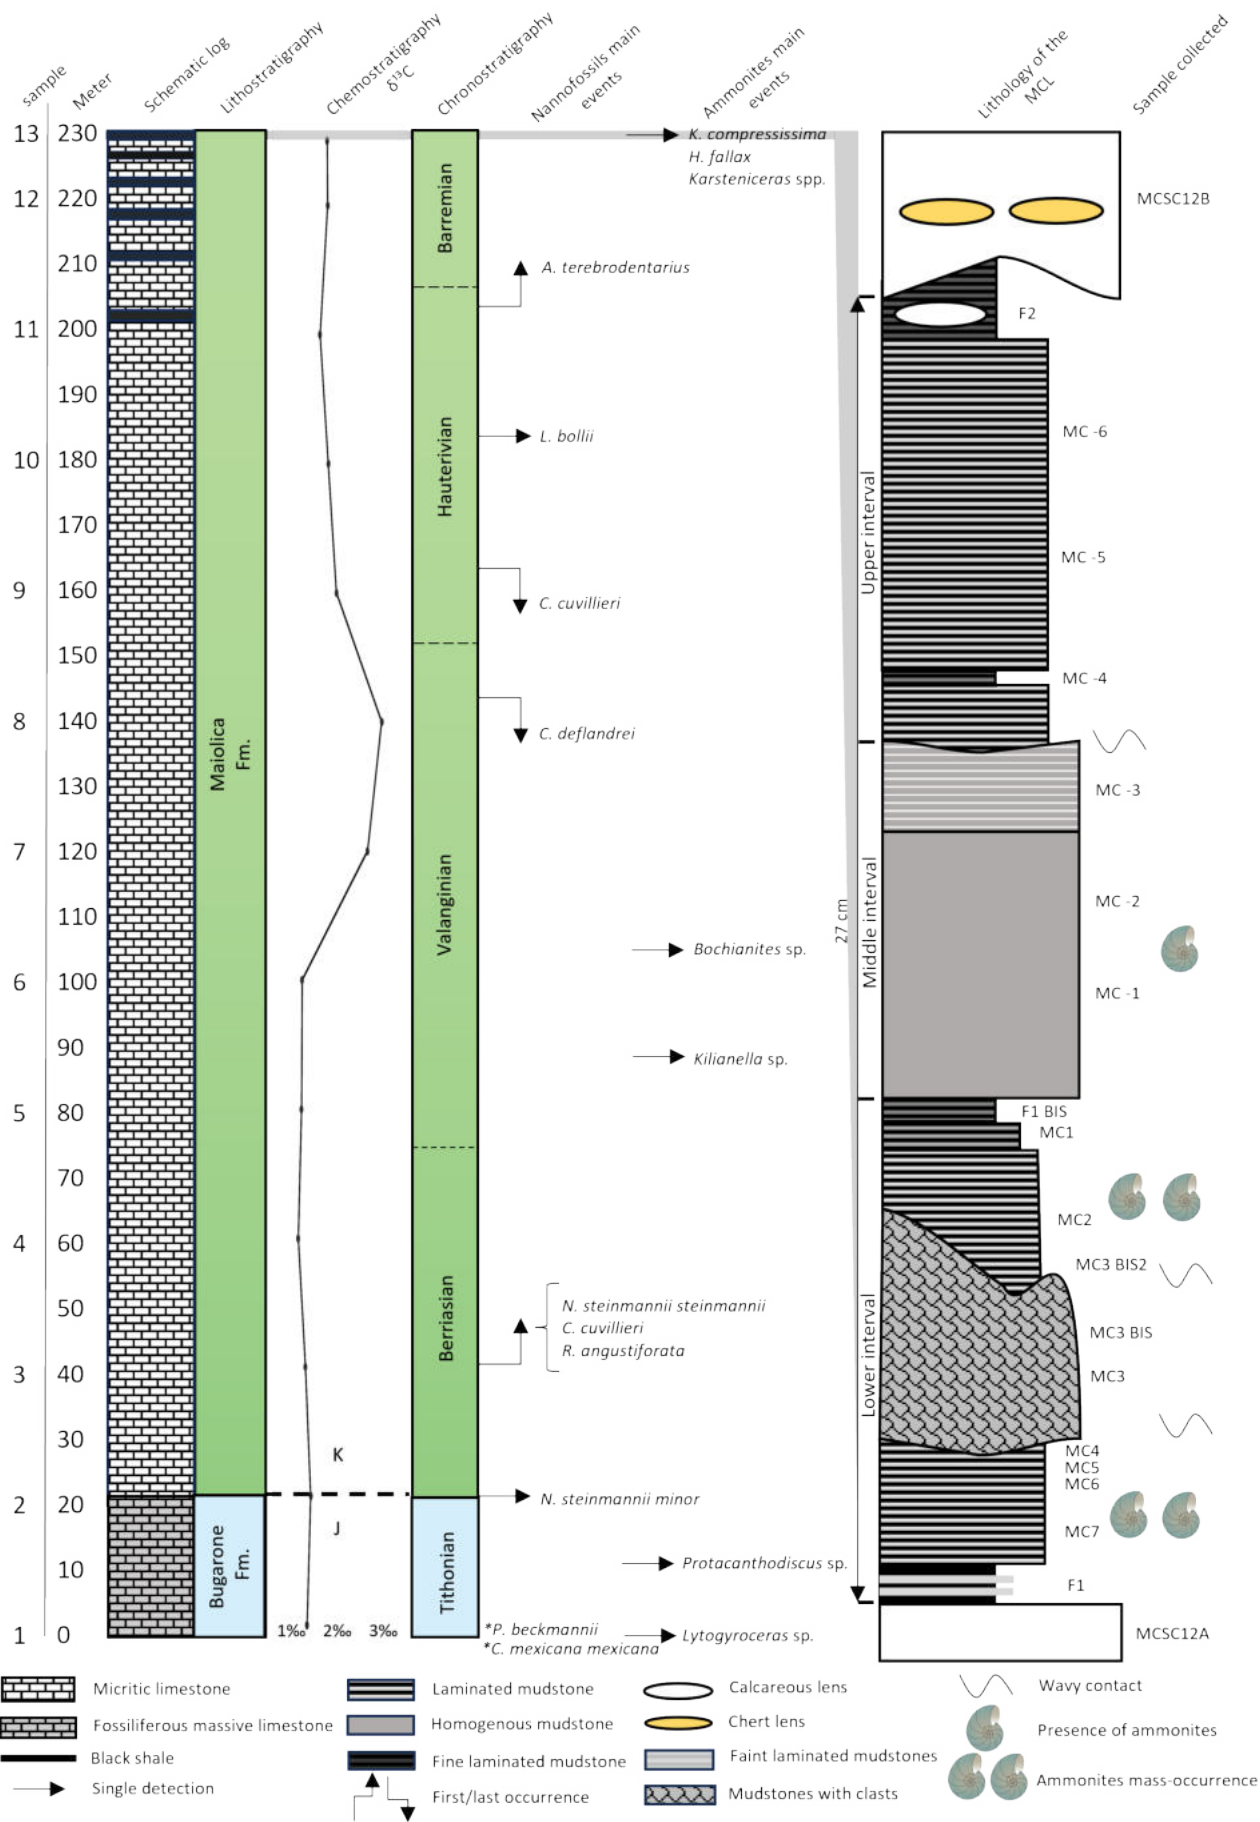 sample
Meter
Schematic log
Lithostratigraphy
Chemostratigraphy
δ¹³C
Chronostratigraphy
Nannofossils main
events
Ammonites main
events
Lithology of the
MCL
Sample collected
13 230
12 220
210
11 200
190
10 180
170
9 160
150
8 140
130
7 120
110
6 100
90
5 80
70
4 60
50
3 40
30
2 20
10
1 0
Maiolica
Fm.
Bugarone
Fm.
K
J
1‰ 2‰ 3‰
Barremian
Hauterivian
Valanginian
Berriasian
Tithonian
A. terebrodentarius
L. bollii
C. cuvillieri
C. deflandrei
N. steinmannii steinmannii
C. cuvillieri
R. angustiforata
N. steinmannii minor
*P. beckmannii
*C. mexicana mexicana
K. compressissima
H. fallax
Karsteniceras spp.
Bochianites sp.
Kilianella sp.
Protacanthodiscus sp.
Lytogyroceras sp.
27 cm
Upper interval
Middle interval
Lower interval
MCSC12B
F2
MC -6
MC -5
MC -4
MC -3
MC -2
MC -1
F1 BIS
MC1
MC2
MC3 BIS2
MC3 BIS
MC3
MC4
MC5
MC6
MC7
F1
MCSC12A
Micritic limestone
Fossiliferous massive limestone
Black shale
Single detection
Laminated mudstone
Homogenous mudstone
Fine laminated mudstone
First/last occurrence
Calcareous lens
Chert lens
Faint laminated mudstones
Mudstones with clasts
Wavy contact
Presence of ammonites
Ammonites mass-occurrence